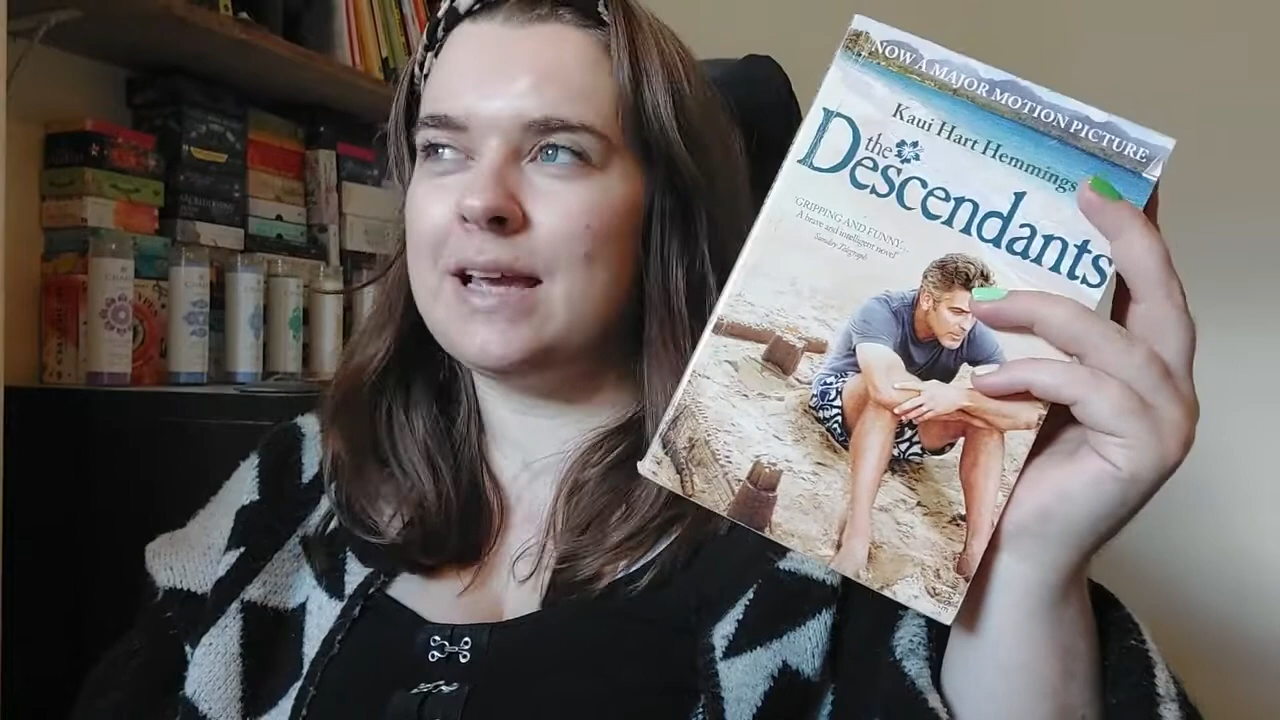 NOW A MAJOR MOTION PICTURE
Kaui Hart Hemmings
the
Descendants
'GRIPPING AND FUNNY...
A brave and intelligent novel'
Sunday Telegraph